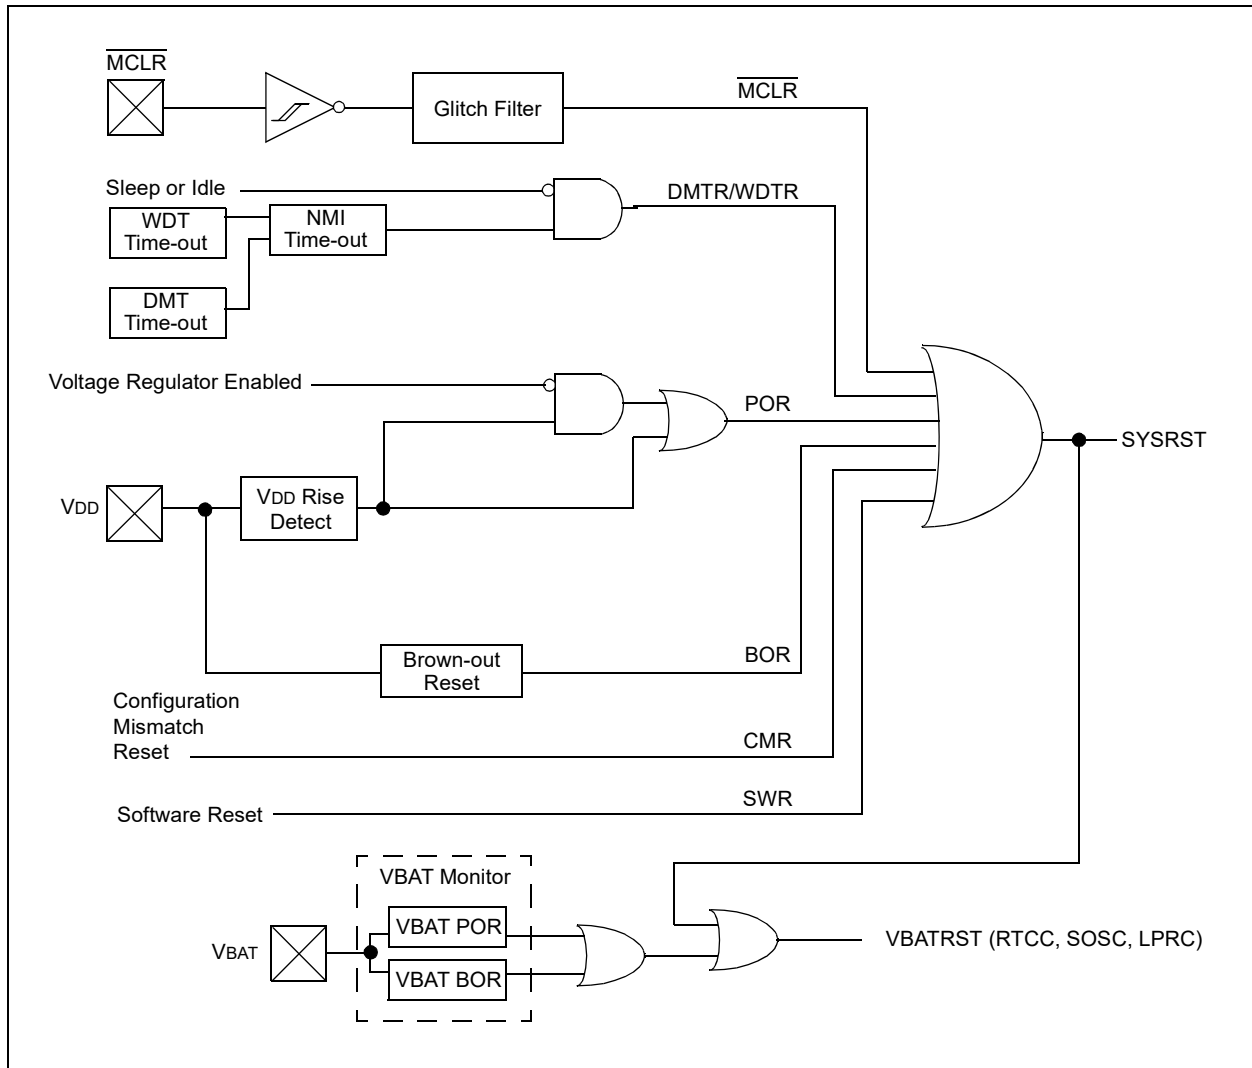 MCLR
Glitch Filter
MCLR
Sleep or Idle
WDT
Time-out
NMI
Time-out
DMTR/WDTR
DMT
Time-out
Voltage Regulator Enabled
POR
SYSRST
VDD
VDD Rise
Detect
Brown-out
Reset
BOR
Configuration
Mismatch
Reset
CMR
Software Reset
SWR
VBAT Monitor
VBAT POR
VBAT
VBAT BOR
VBATRST (RTCC, SOSC, LPRC)